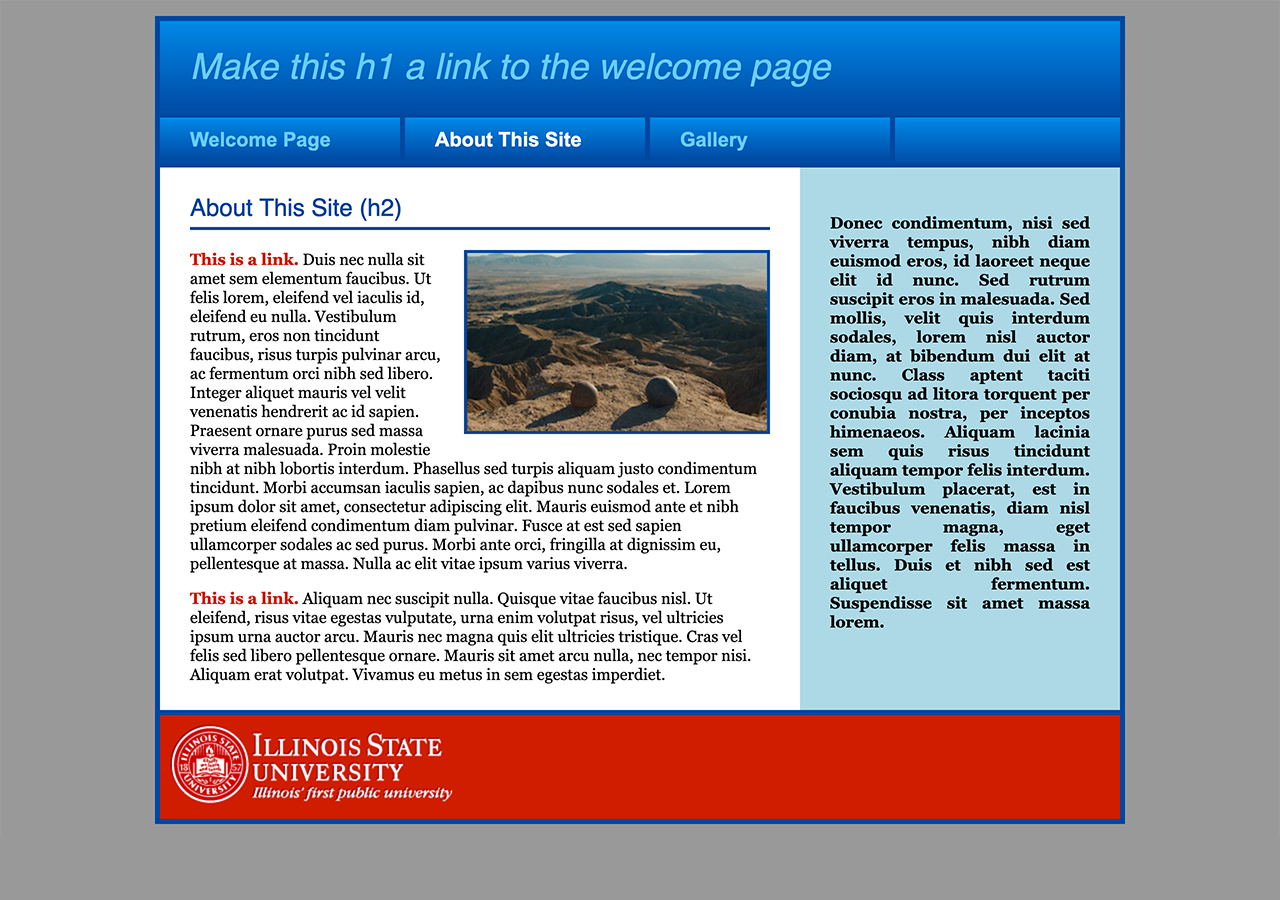 Make this h1 a link to the welcome page
Welcome Page
About This Site
Gallery
About This Site (h2)
This is a link. Duis nec nulla sit
amet sem elementum faucibus. Ut
felis lorem, eleifend vel iaculis id,
eleifend eu nulla. Vestibulum
rutrum, eros non tincidunt
faucibus, risus turpis pulvinar arcu,
ac fermentum orci nibh sed libero.
Integer aliquet mauris vel velit
venenatis hendrerit ac id sapien.
Praesent ornare purus sed massa
viverra malesuada. Proin molestie
nibh at nibh lobortis interdum. Phasellus sed turpis aliquam justo condimentum
tincidunt. Morbi accumsan iaculis sapien, ac dapibus nunc sodales et. Lorem
ipsum dolor sit amet, consectetur adipiscing elit. Mauris euismod ante et nibh
pretium eleifend condimentum diam pulvinar. Fusce at est sed sapien
ullamcorper sodales ac sed purus. Morbi ante orci, fringilla at dignissim eu,
pellentesque at massa. Nulla ac elit vitae ipsum varius viverra.
This is a link. Aliquam nec suscipit nulla. Quisque vitae faucibus nisl. Ut
eleifend, risus vitae egestas vulputate, urna enim volutpat risus, vel ultricies
ipsum urna auctor arcu. Mauris nec magna quis elit ultricies tristique. Cras vel
felis sed libero pellentesque ornare. Mauris sit amet arcu nulla, nec tempor nisi.
Aliquam erat volutpat. Vivamus eu metus in sem egestas imperdiet.
Donec condimentum, nisi sed
viverra tempus, nibh diam
euismod eros, id laoreet neque
elit id nunc. Sed rutrum
suscipit eros in malesuada. Sed
mollis, velit quis interdum
sodales, lorem nisl auctor
diam, at bibendum dui elit at
nunc. Class aptent taciti
sociosqu ad litora torquent per
conubia nostra, per inceptos
himenaeos. Aliquam lacinia
sem quis risus tincidunt
aliquam tempor felis interdum.
Vestibulum placerat, est in
faucibus venenatis, diam nisl
tempor magna, eget
ullamcorper felis massa in
tellus. Duis et nibh sed est
aliquet fermentum.
Suspendisse sit amet massa
lorem.
ILLINOIS STATE
UNIVERSITY
18 57
ILLINOIS STATE
UNIVERSITY
Illinois' first public university